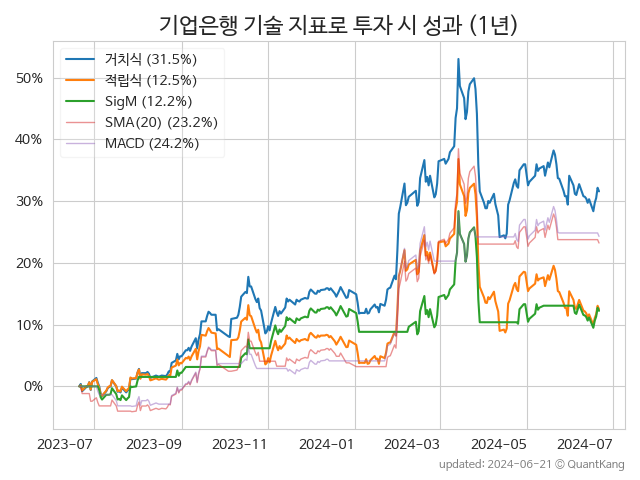 기업은행 기술 지표로 투자 시 성과 (1년)
거치식 (31.5%)
적립식 (12.5%)
SigM (12.2%)
SMA(20) (23.2%)
MACD (24.2%)
50%
40%
30%
20%
10%
0%
2023-07 2023-09 2023-11 2024-01 2024-03 2024-05 2024-07
updated: 2024-06-21 © QuantKang